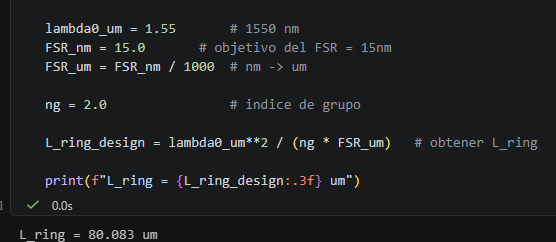 lambda0_um = 1.55 # 1550 nm
FSR_nm = 15.0 # objetivo del FSR = 15nm
FSR_um = FSR_nm / 1000 # nm -> um
ng = 2.0 # indice de grupo
L_ring_design = lambda0_um**2 / (ng * FSR_um) # obtener L_ring
print(f"L_ring = {L_ring_design:.3f} um")
0.0s
L_ring = 80.083 um